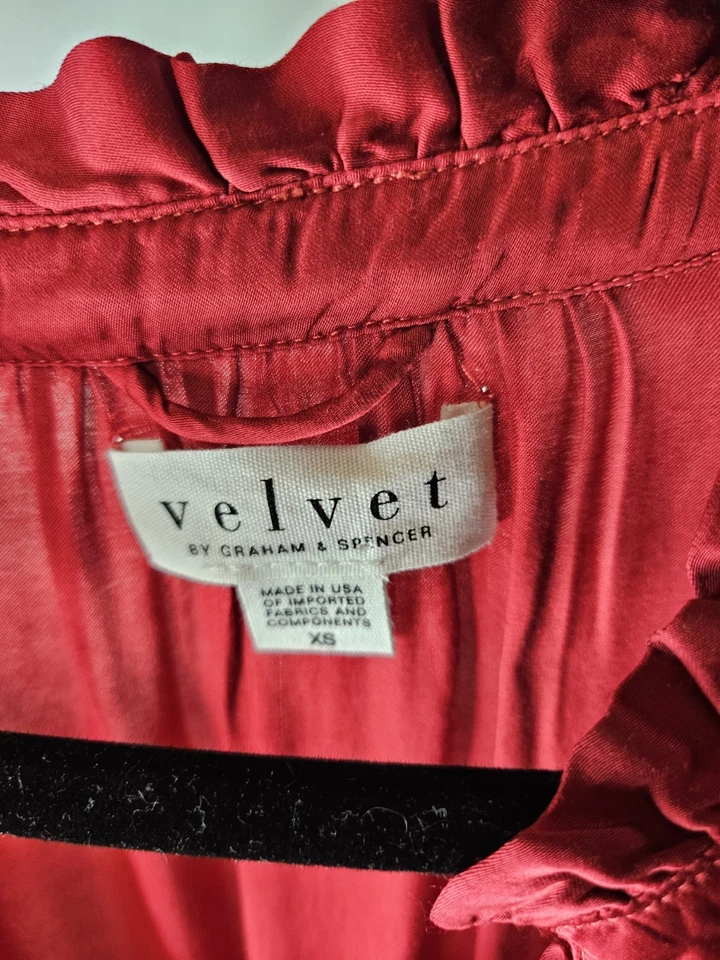 velvet
BY GRAHAM & SPENCER
MADE IN USA
OF IMPORTED
FABRICS AND
COMPONENTS
XS